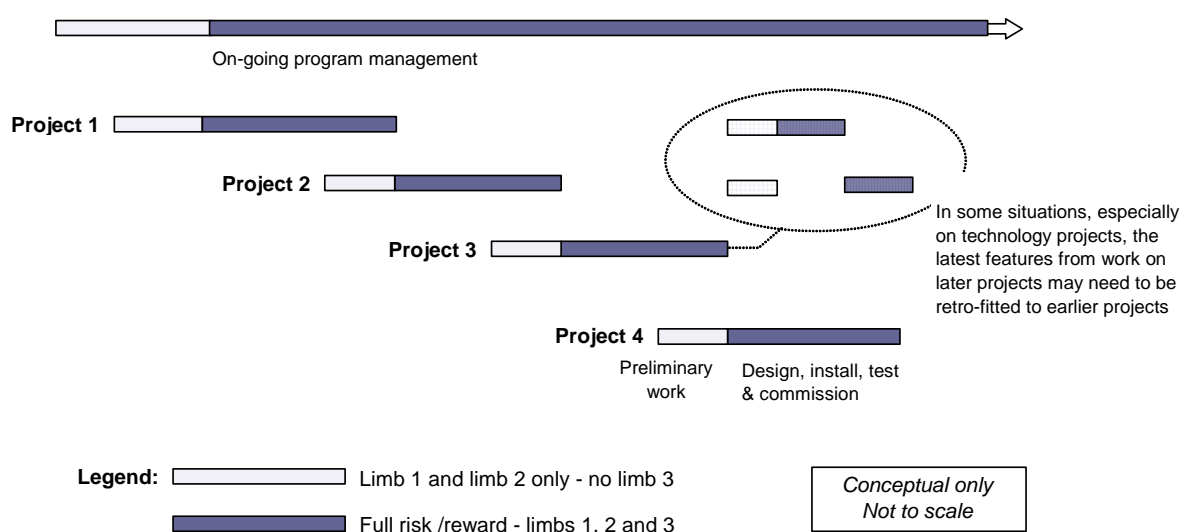 On-going program management
Project 1
Project 2
In some situations, especially
on technology projects, the
latest features from work on
later projects may need to be
retro-fitted to earlier projects
Project 3
Project 4
Preliminary
work
Design, install, test
& commission
Legend:
Limb 1 and limb 2 only - no limb 3
Full risk /reward - limbs 1, 2 and 3
Conceptual only
Not to scale